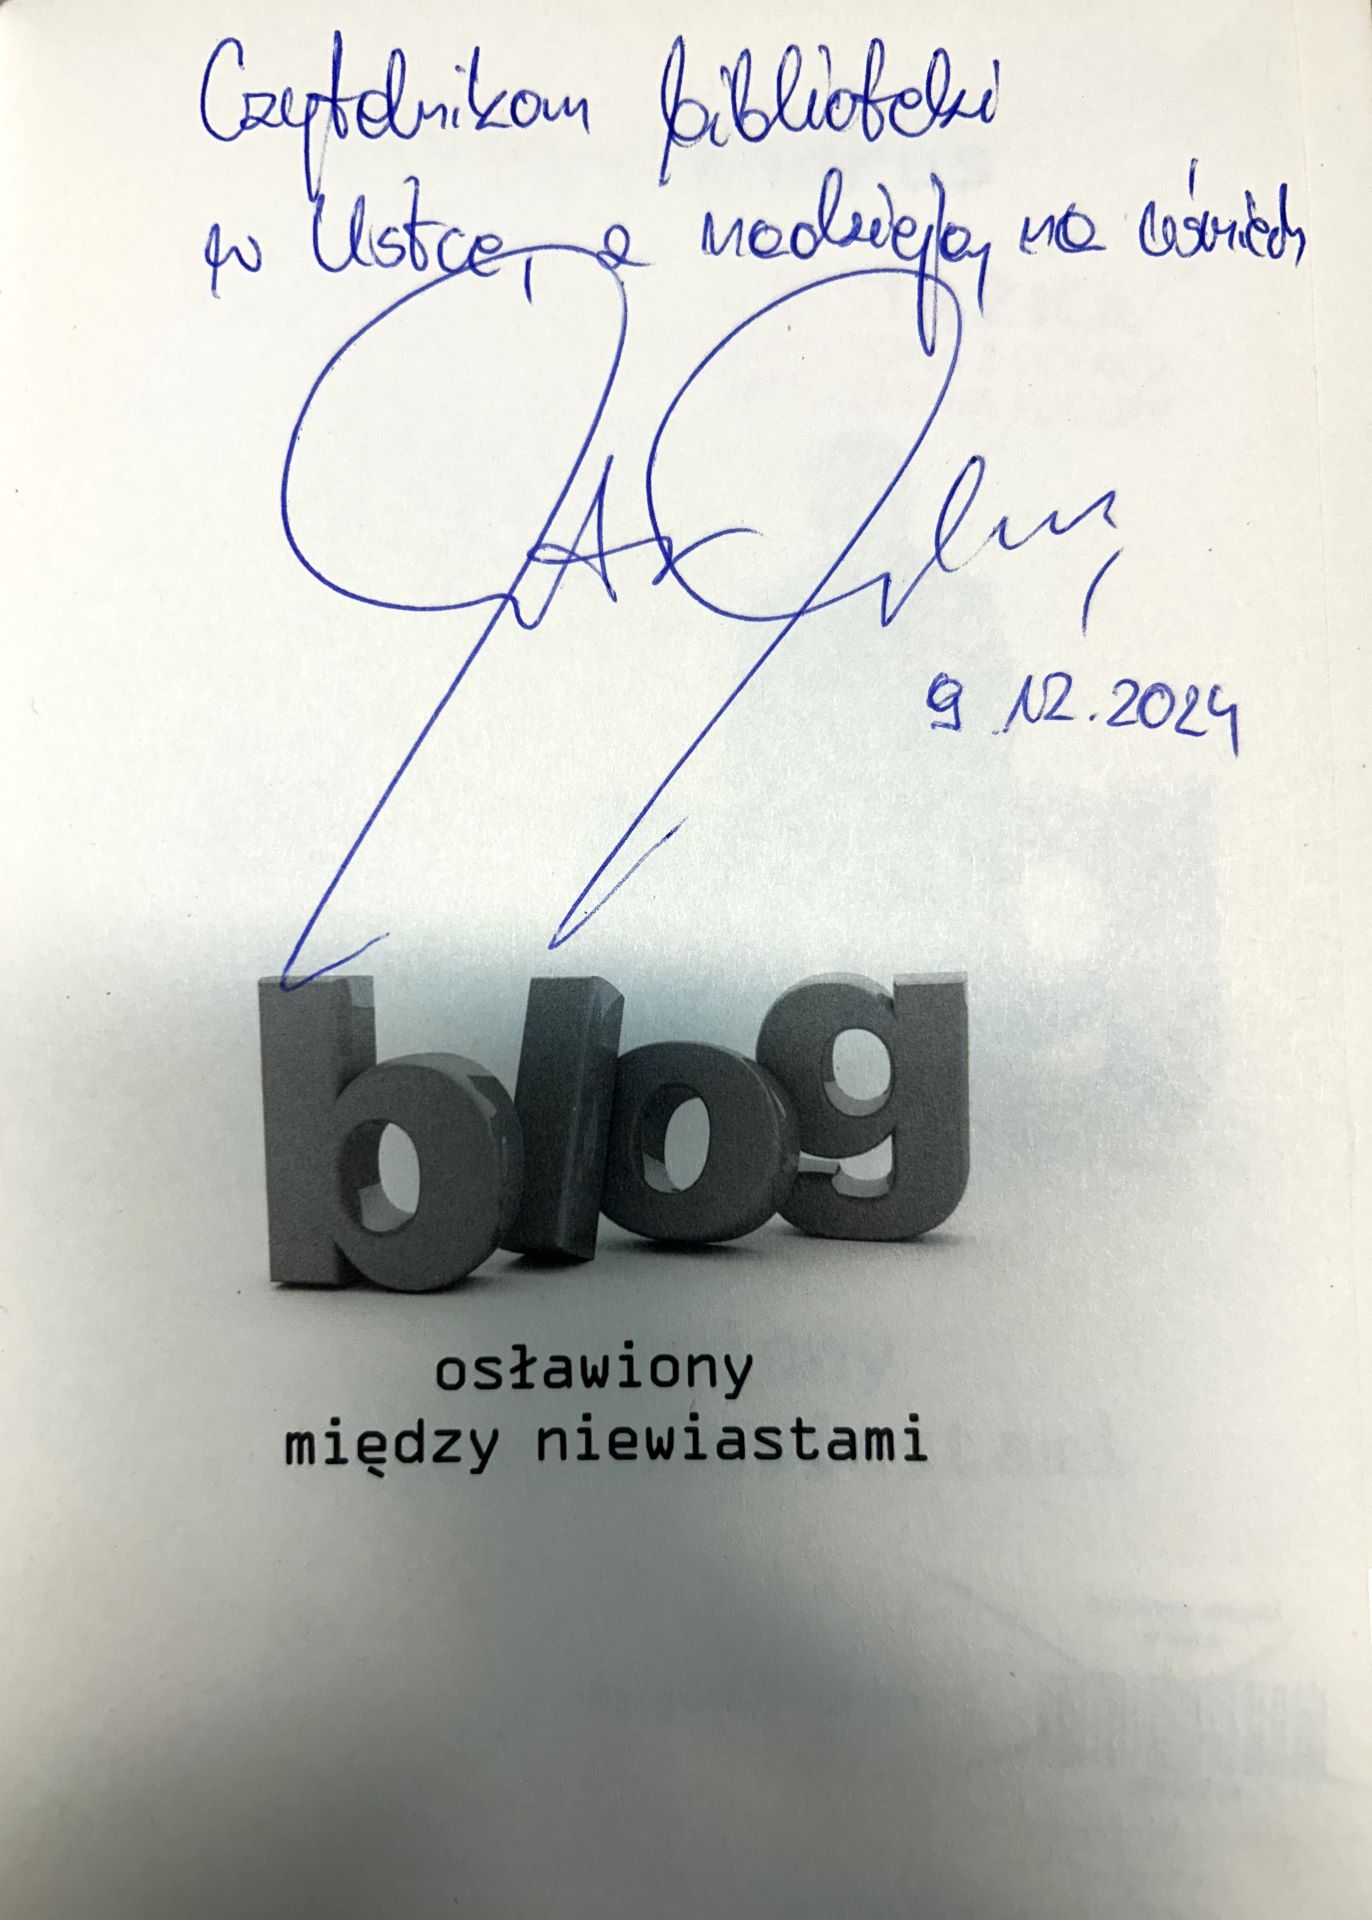 Czytelnikom biblioteki
w Ustce, z nadzieją na uśmiech
9.12.2024
blog
osławiony
między niewiastami